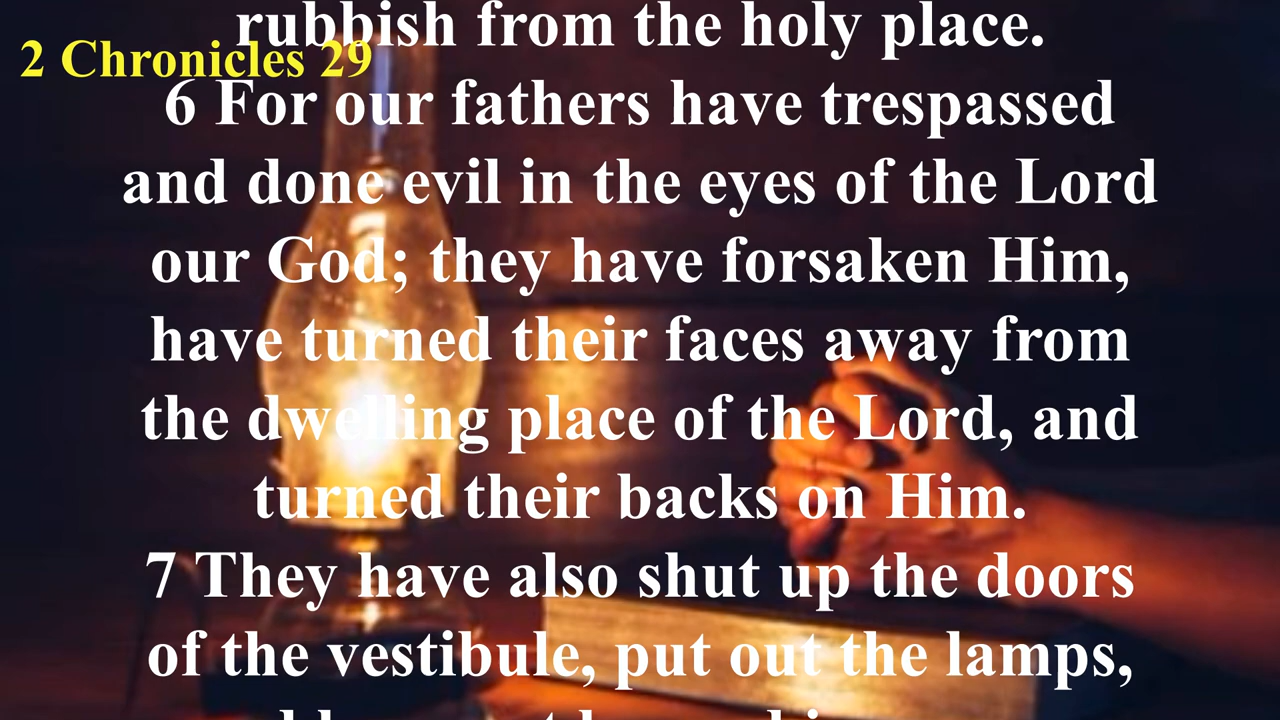 rubbish from the holy place.
2 Chronicles 29
6 For our fathers have trespassed
and done evil in the eyes of the Lord
our God; they have forsaken Him,
have turned their faces away from
the dwelling place of the Lord, and
turned their backs on Him.
7 They have also shut up the doors
of the vestibule, put out the lamps,